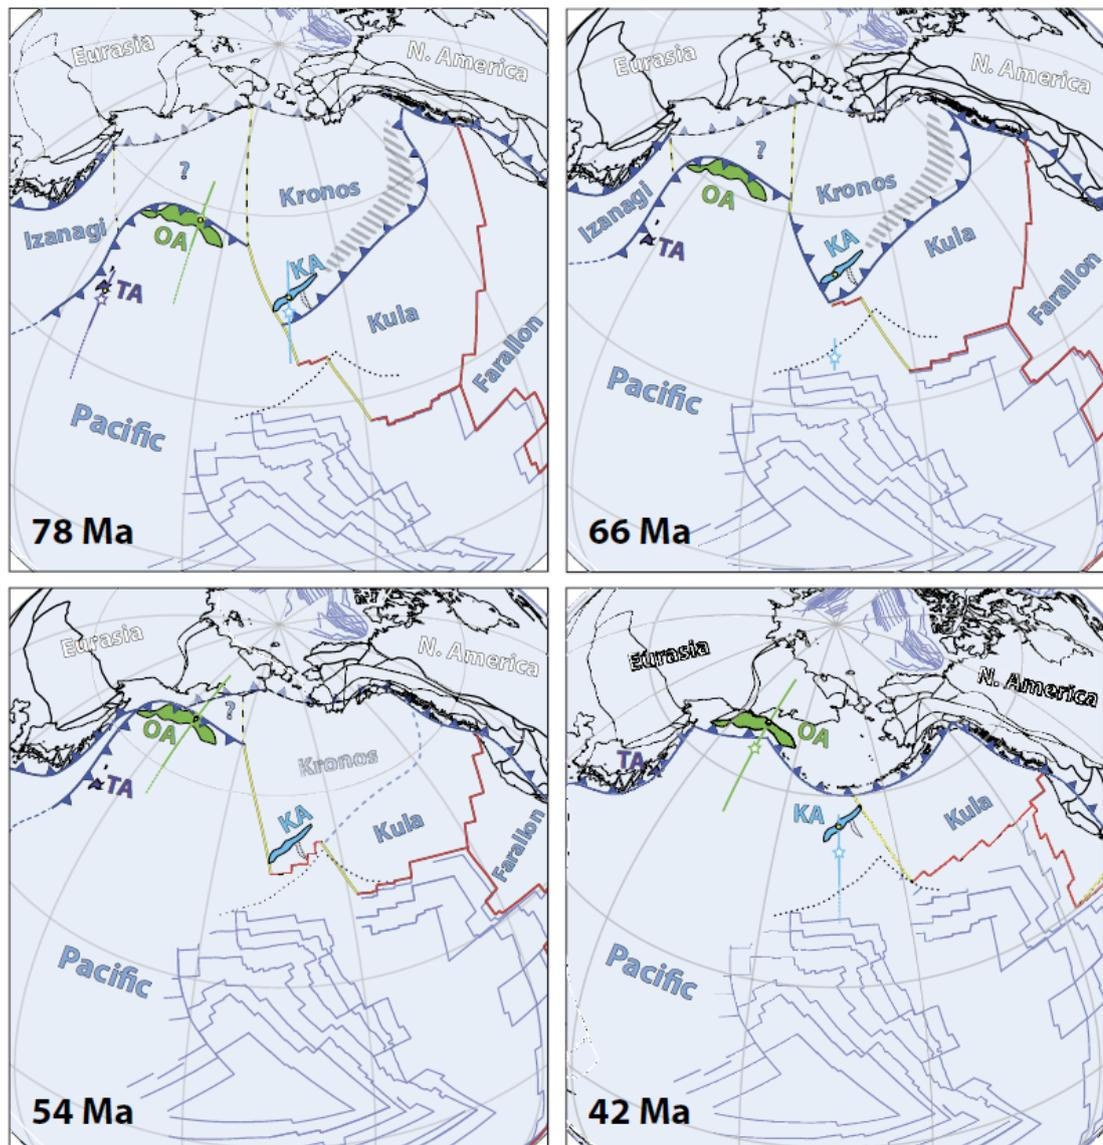 Eurasia
N. America
?
Kronos
Izanagi
OA
KA
TA
Kula
Farallon
Pacific
78 Ma
Eurasia
N. America
?
OA
Kronos
Izanagi
KA
TA
Kula
Farallon
Pacific
66 Ma
Eurasia
N. America
?
OA
Kronos
TA
KA
Kula
Farallon
Pacific
54 Ma
Eurasia
N. America
OA
TA
KA
Kula
Pacific
42 Ma